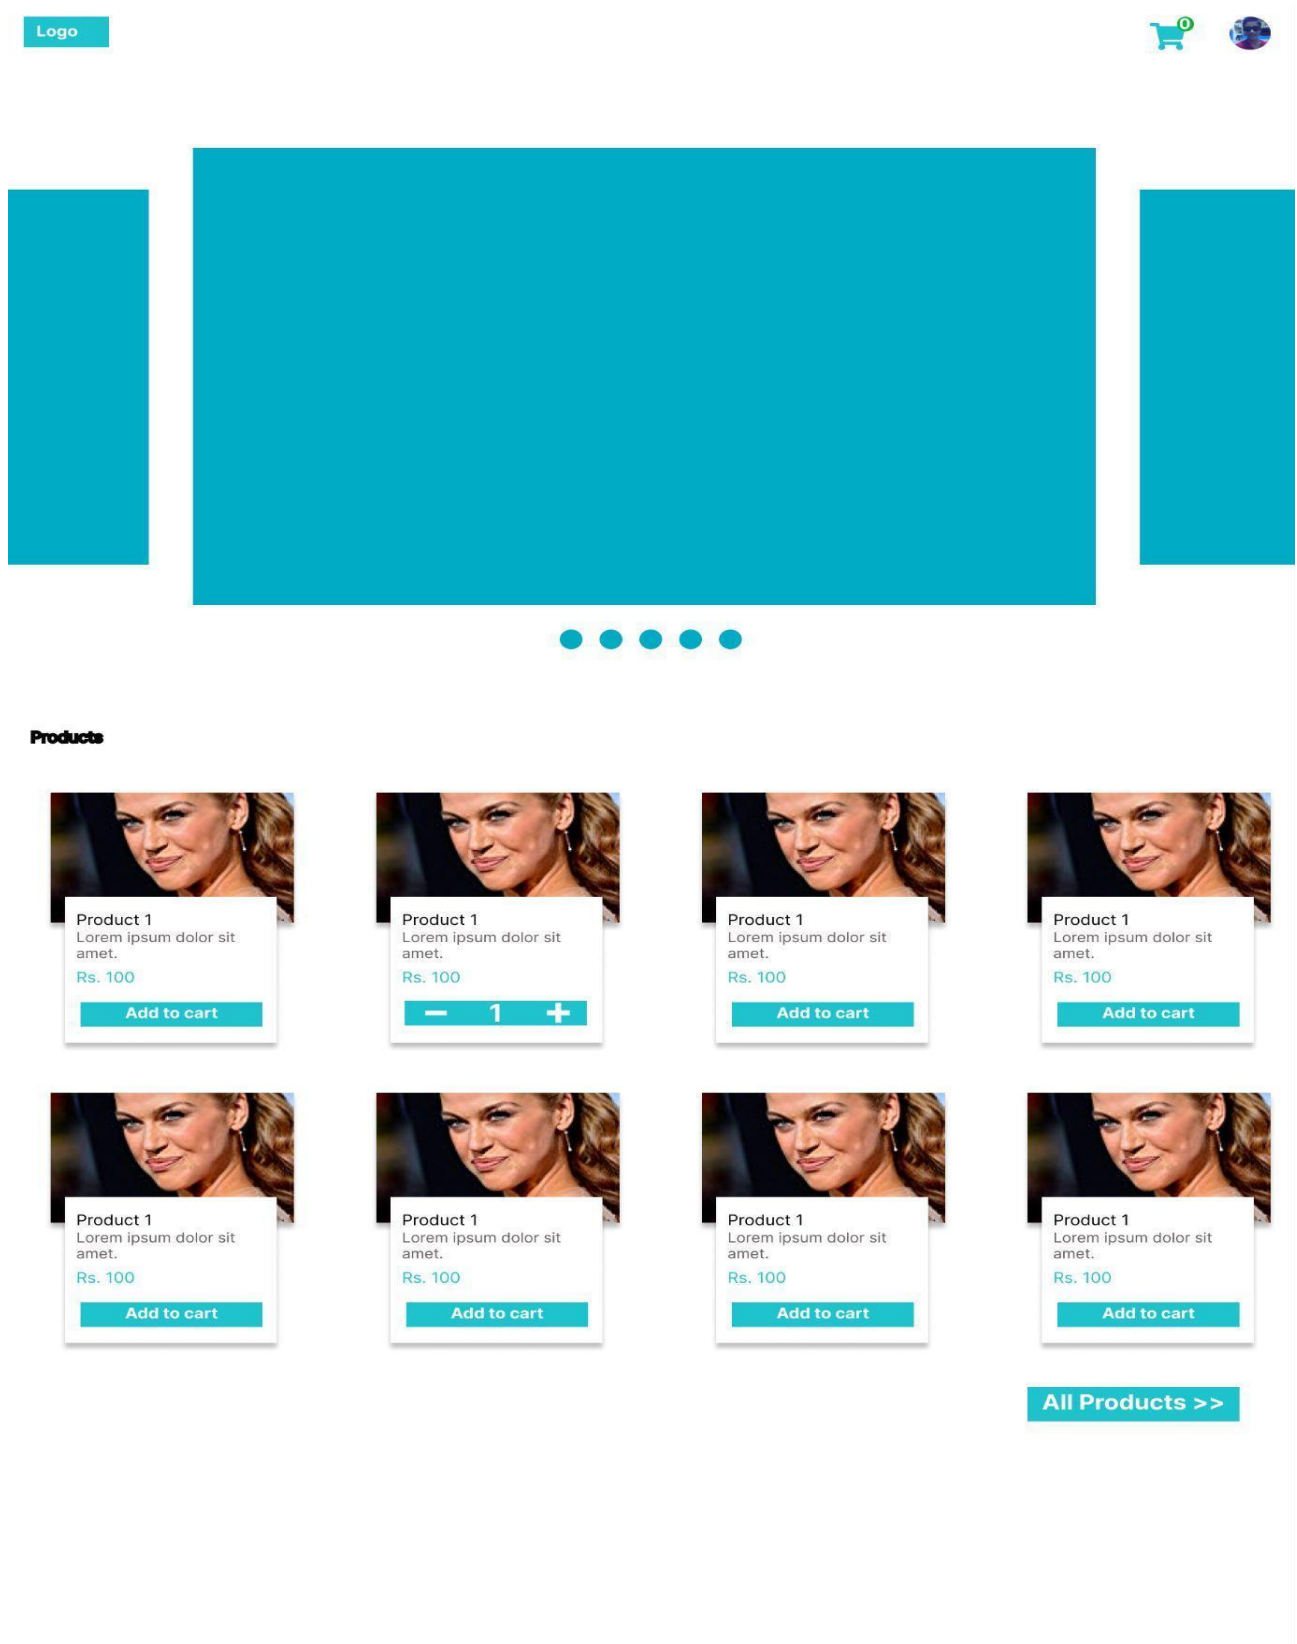 Logo
0
Products
Product 1
Lorem ipsum dolor sit
amet.
Rs. 100
Add to cart
Product 1
Lorem ipsum dolor sit
amet.
Rs. 100
− 1 +
Product 1
Lorem ipsum dolor sit
amet.
Rs. 100
Add to cart
Product 1
Lorem ipsum dolor sit
amet.
Rs. 100
Add to cart
Product 1
Lorem ipsum dolor sit
amet.
Rs. 100
Add to cart
Product 1
Lorem ipsum dolor sit
amet.
Rs. 100
Add to cart
Product 1
Lorem ipsum dolor sit
amet.
Rs. 100
Add to cart
Product 1
Lorem ipsum dolor sit
amet.
Rs. 100
Add to cart
All Products >>